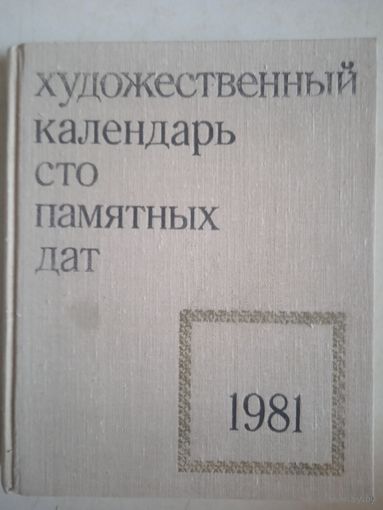 художественный
календарь
сто
памятных
дат
1981